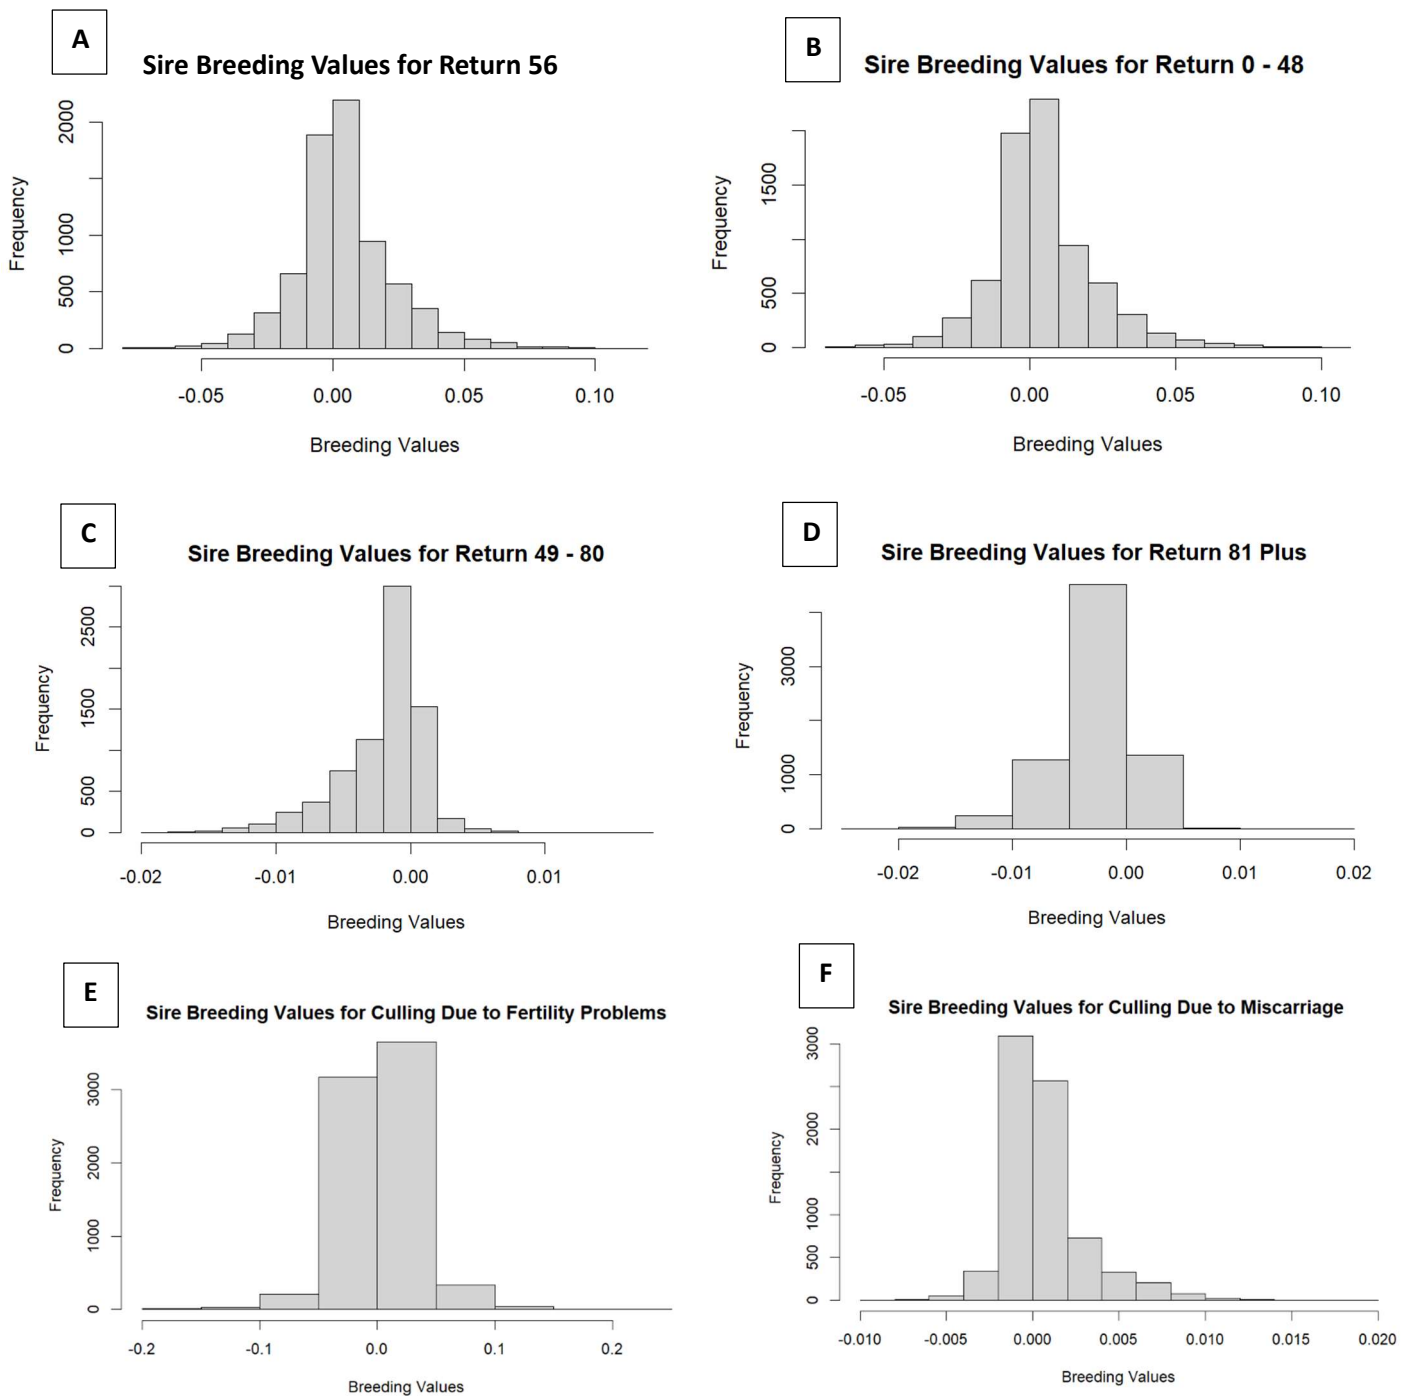 A
Sire Breeding Values for Return 56
Frequency
2000
1000
500
0
-0.05
0.00
0.05
0.10
Breeding Values
B
Sire Breeding Values for Return 0 - 48
Frequency
1500
500
0
-0.05
0.00
0.05
0.10
Breeding Values
C
Sire Breeding Values for Return 49 - 80
Frequency
2500
1500
500
0
-0.02
-0.01
0.00
0.01
Breeding Values
D
Sire Breeding Values for Return 81 Plus
Frequency
3000
1000
0
-0.02
-0.01
0.00
0.01
0.02
Breeding Values
E
Sire Breeding Values for Culling Due to Fertility Problems
Frequency
3000
2000
1000
0
-0.2
-0.1
0.0
0.1
0.2
Breeding Values
F
Sire Breeding Values for Culling Due to Miscarriage
Frequency
3000
2000
1000
500
0
-0.010
-0.005
0.000
0.005
0.010
0.015
0.020
Breeding Values